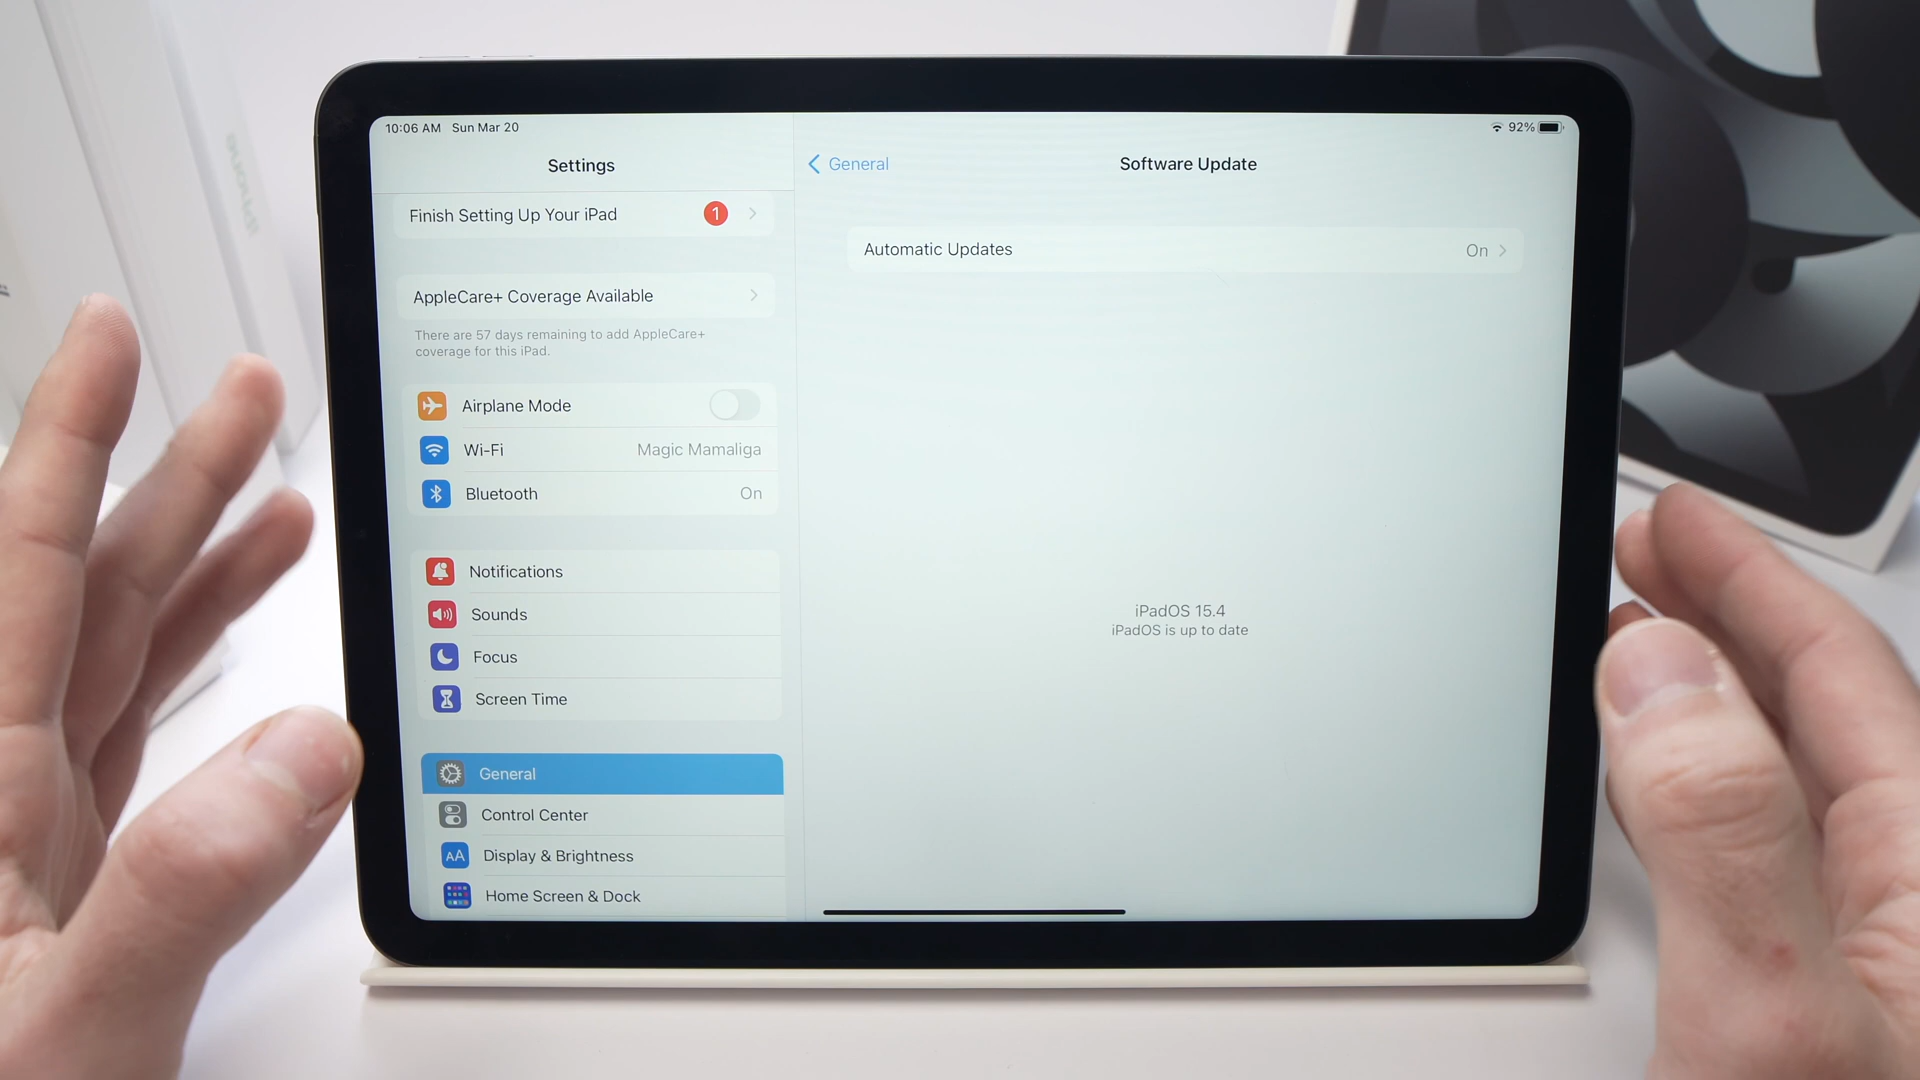 10:06 AM Sun Mar 20
92%
Settings
Finish Setting Up Your iPad 1
AppleCare+ Coverage Available
There are 57 days remaining to add AppleCare+
coverage for this iPad.
Airplane Mode
Wi-Fi Magic Mamaliga
Bluetooth On
Notifications
Sounds
Focus
Screen Time
General
Control Center
AA Display & Brightness
Home Screen & Dock
General
Software Update
Automatic Updates On
iPadOS 15.4
iPadOS is up to date